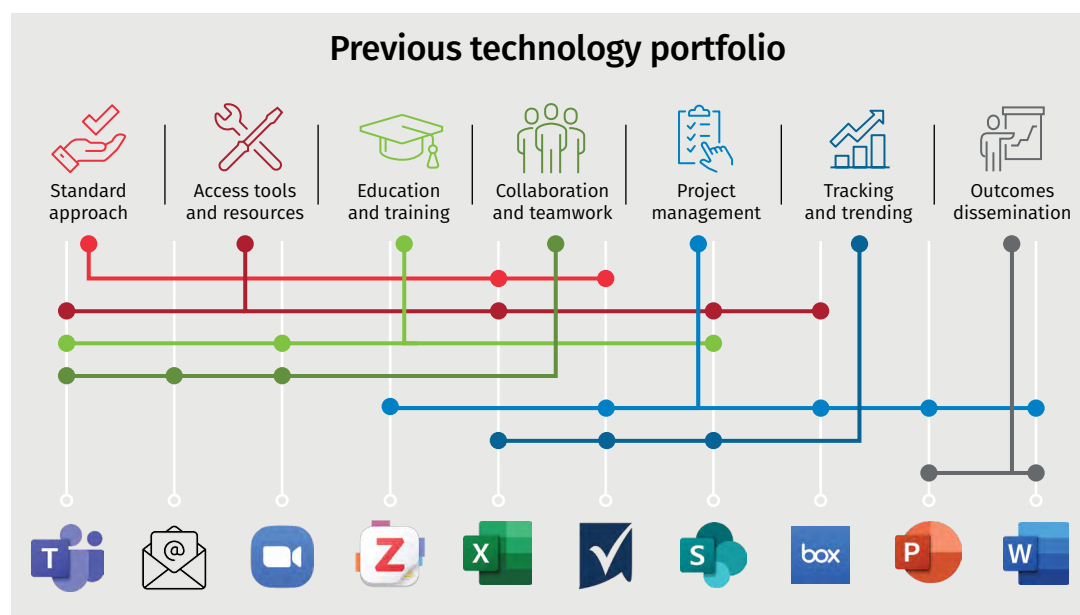 Previous technology portfolio
Standard
approach
Access tools
and resources
Education
and training
Collaboration
and teamwork
Project
management
Tracking
and trending
Outcomes
dissemination
T
@
Z
X
S
box
P
W